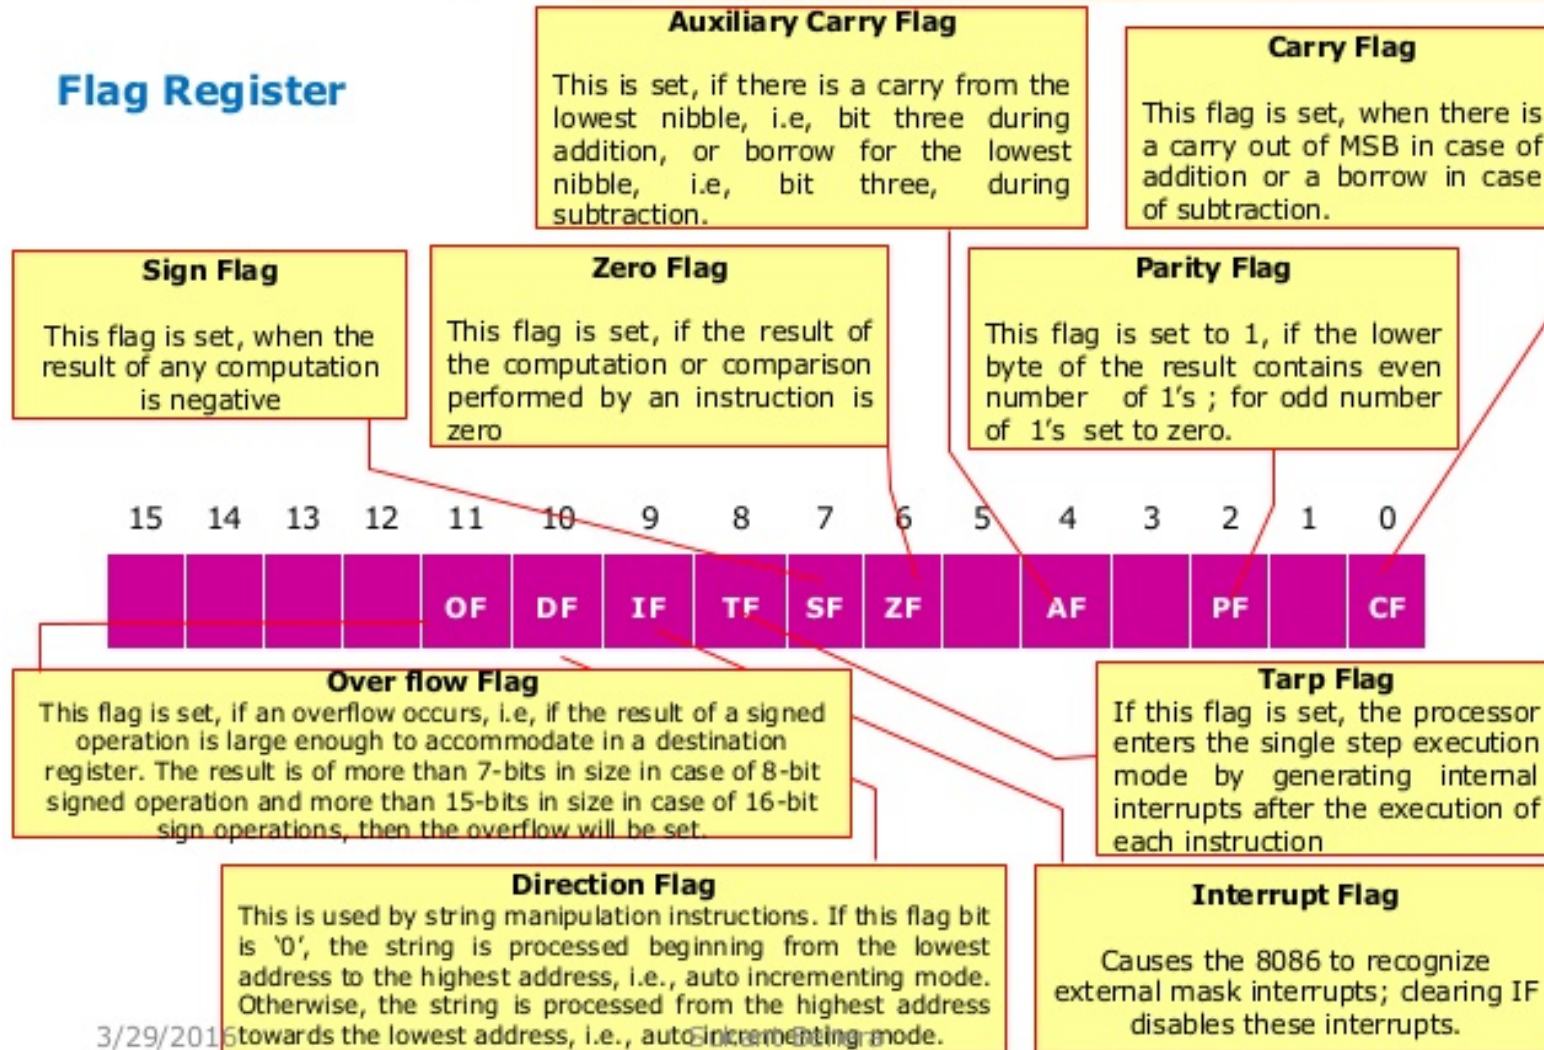 Flag Register
Auxiliary Carry Flag
This is set, if there is a carry from the
lowest nibble, i.e, bit three during
addition, or borrow for the lowest
nibble, i.e, bit three, during
subtraction.
Carry Flag
This flag is set, when there is
a carry out of MSB in case of
addition or a borrow in case
of subtraction.
Sign Flag
This flag is set, when the
result of any computation
is negative
Zero Flag
This flag is set, if the result of
the computation or comparison
performed by an instruction is
zero
Parity Flag
This flag is set to 1, if the lower
byte of the result contains even
number of 1's ; for odd number
of 1's set to zero.
15 14 13 12 11 10 9 8 7 6 5 4 3 2 1 0
OF DF IF TF SF ZF AF PF CF
Over flow Flag
This flag is set, if an overflow occurs, i.e, if the result of a signed
operation is large enough to accommodate in a destination
register. The result is of more than 7-bits in size in case of 8-bit
signed operation and more than 15-bits in size in case of 16-bit
sign operations, then the overflow will be set.
Tarp Flag
If this flag is set, the processor
enters the single step execution
mode by generating internal
interrupts after the execution of
each instruction
Direction Flag
This is used by string manipulation instructions. If this flag bit
is ‘0’, the string is processed beginning from the lowest
address to the highest address, i.e., auto incrementing mode.
Otherwise, the string is processed from the highest address
towards the lowest address, i.e., auto incrementing mode.
Interrupt Flag
Causes the 8086 to recognize
external mask interrupts; clearing IF
disables these interrupts.
3/29/2016